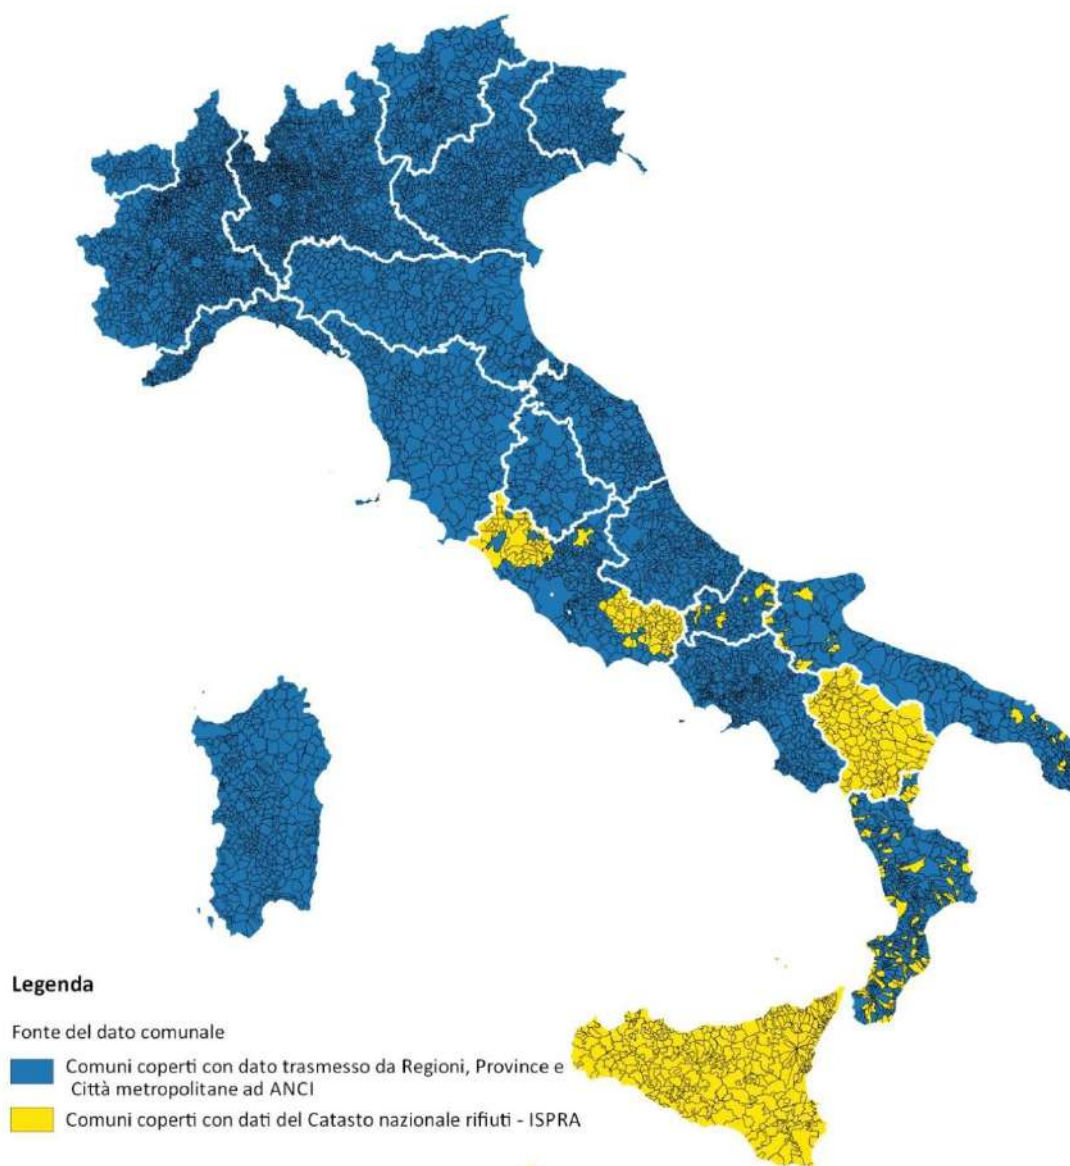 Legenda
Fonte del dato comunale
Comuni coperti con dato trasmesso da Regioni, Province e
Città metropolitane ad ANCI
Comuni coperti con dati del Catasto nazionale rifiuti - ISPRA